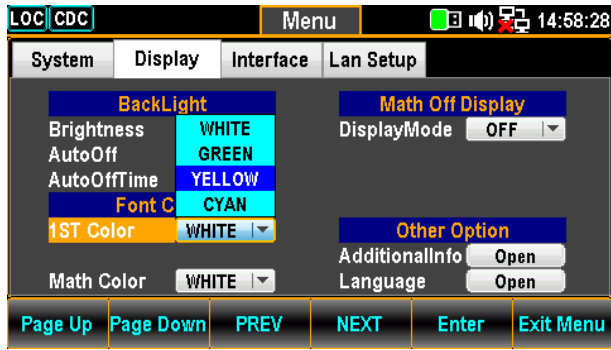 LOC CDC Menu 14:58:28
System Display Interface Lan Setup
BackLight
Brightness
AutoOff
AutoOffTime
WHITE
GREEN
YELLOW
CYAN
Font C
1ST Color WHITE
Math Color WHITE
Math Off Display
DisplayMode OFF
Other Option
AdditionalInfo Open
Language Open
Page Up Page Down PREV NEXT Enter Exit Menu